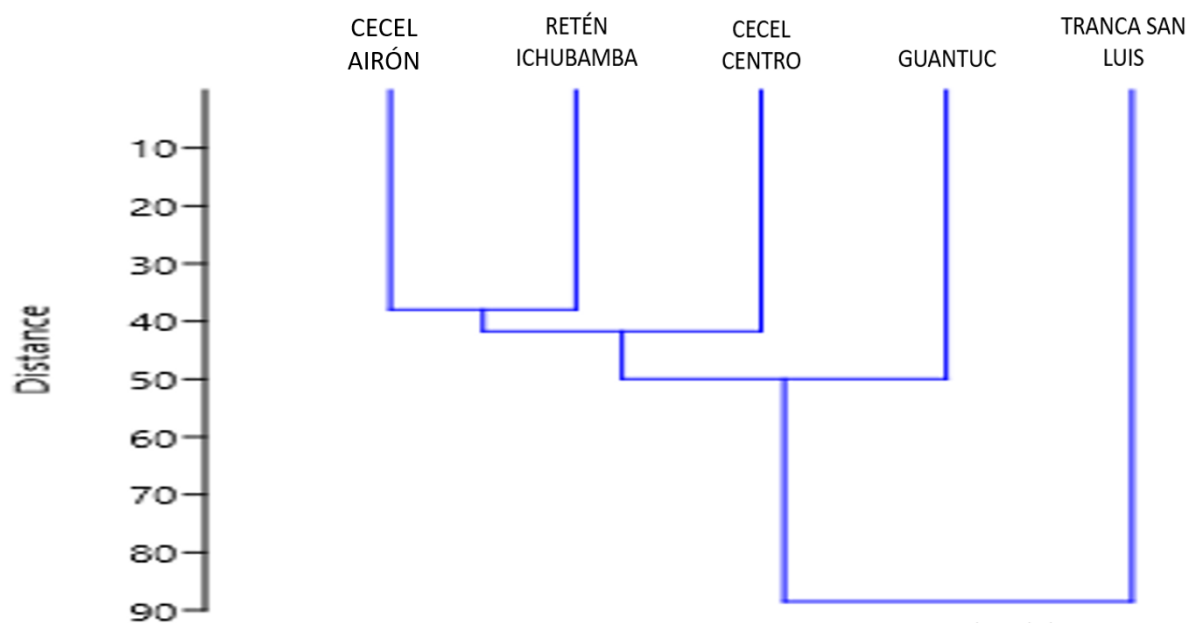 CECEL
AIRÓN
RETÉN
ICHUBAMBA
CECEL
CENTRO
GUANTUC
TRANCA SAN
LUIS
10
20
30
40
50
60
70
80
90
Distance